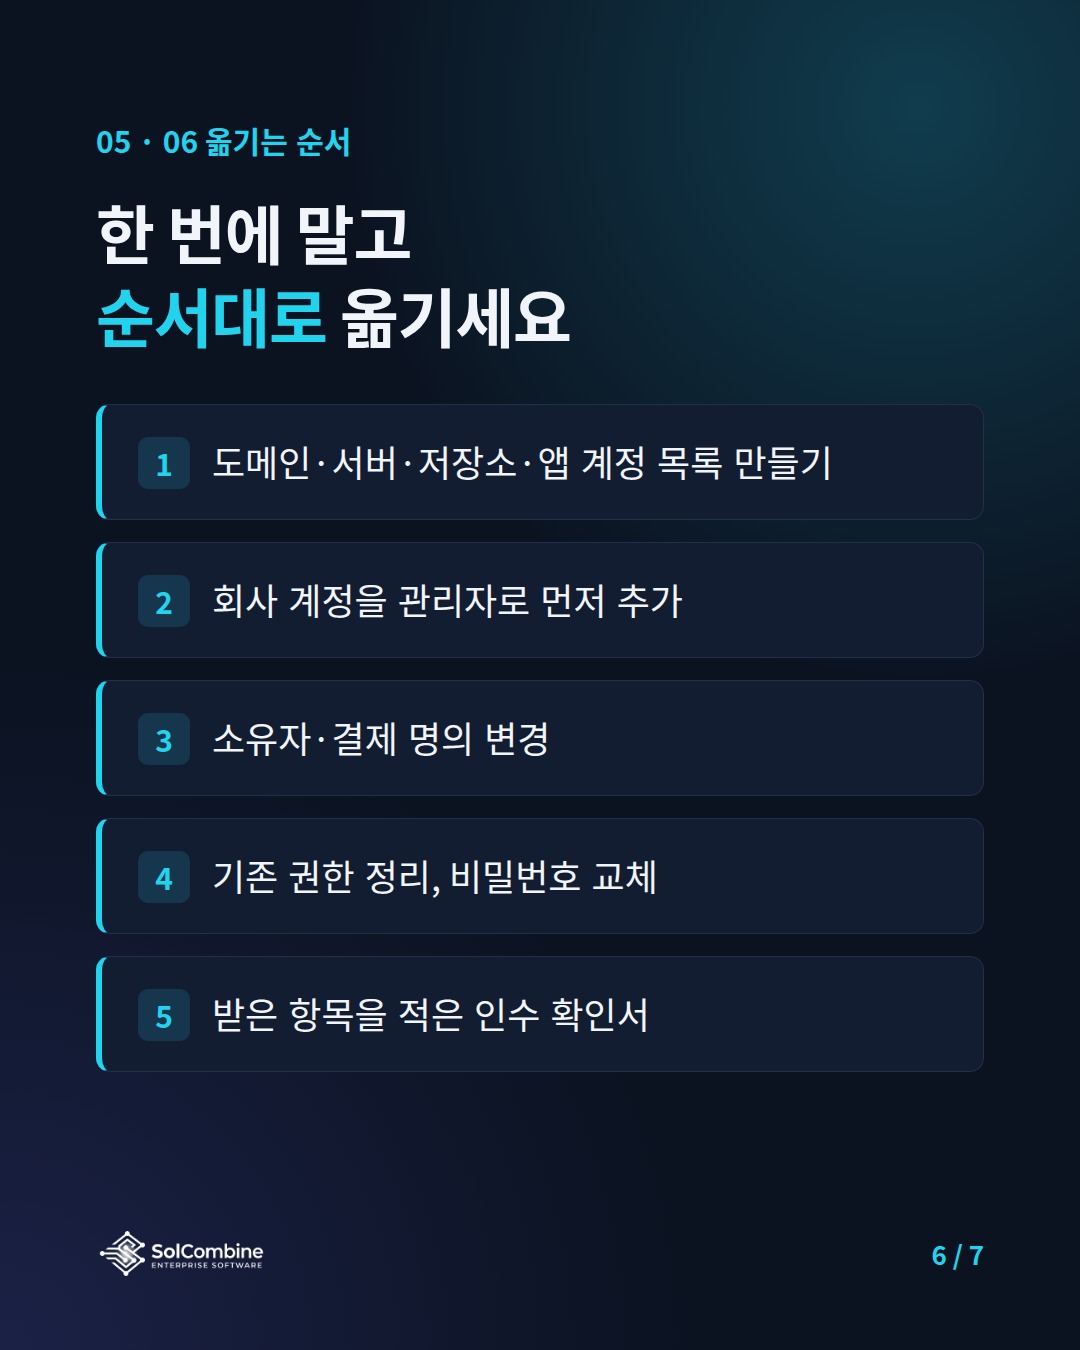 05 · 06 옮기는 순서
한 번에 말고
순서대로 옮기세요
1 도메인·서버·저장소·앱 계정 목록 만들기
2 회사 계정을 관리자로 먼저 추가
3 소유자·결제 명의 변경
4 기존 권한 정리, 비밀번호 교체
5 받은 항목을 적은 인수 확인서
SolCombine
ENTERPRISE SOFTWARE
6 / 7